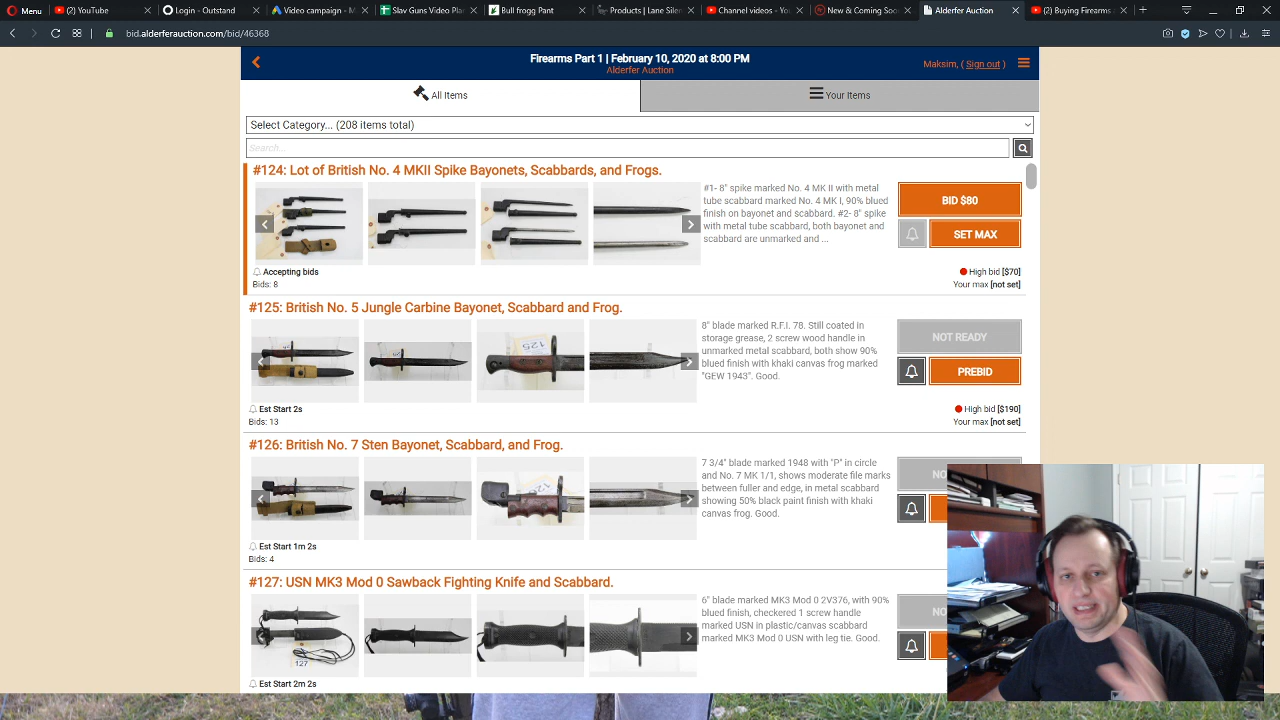 Menu
YouTube
Outstand
Login - Outstand
Video campaign - M
Slav Guns Video Plan
Bull frogg Pant
Products | Lane Silen
Channel videos - Yo
New & Coming Soo
Alderfer Auction
(2) Buying Firearms
bid.alderferauction.com/bid/46368
Firearms Part 1 | February 10, 2020 at 8:00 PM
Alderfer Auction
Maksim, ( Sign out )
All Items
Your Items
Select Category... (208 items total)
Search...
#124: Lot of British No. 4 MKII Spike Bayonets, Scabbards, and Frogs.
#1- 8" spike marked No. 4 MK II with metal
tube scabbard marked No. 4 MK I, 90% blued
finish on bayonet and scabbard. #2- 8" spike
with metal tube scabbard, both bayonet and
scabbard are unmarked and ...
BID $80
SET MAX
Accepting bids
Bids: 8
High bid [$70]
Your max [not set]
#125: British No. 5 Jungle Carbine Bayonet, Scabbard and Frog.
8" blade marked R.F.I. 78. Still coated in
storage grease, 2 screw wood handle in
unmarked metal scabbard, both show 90%
blued finish with khaki canvas frog marked
"GEW 1943". Good.
NOT READY
PREBID
125
Est Start 2s
Bids: 13
High bid [$190]
Your max [not set]
#126: British No. 7 Sten Bayonet, Scabbard, and Frog.
7 3/4" blade marked 1948 with "P" in circle
and No. 7 MK 1/1, shows moderate file marks
between fuller and edge, in metal scabbard
showing 50% black paint finish with khaki
canvas frog. Good.
NO
Est Start 1m 2s
Bids: 4
#127: USN MK3 Mod 0 Sawback Fighting Knife and Scabbard.
6" blade marked MK3 Mod 0 2V376, with 90%
blued finish, checkered 1 screw handle
marked USN in plastic/canvas scabbard
marked MK3 Mod 0 USN with leg tie. Good.
NO
127
Est Start 2m 2s